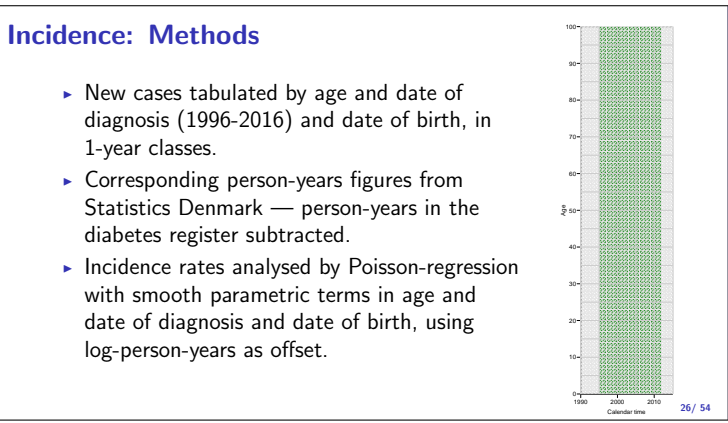 Incidence: Methods
▶ New cases tabulated by age and date of
diagnosis (1996-2016) and date of birth, in
1-year classes.
▶ Corresponding person-years figures from
Statistics Denmark — person-years in the
diabetes register subtracted.
▶ Incidence rates analysed by Poisson-regression
with smooth parametric terms in age and
date of diagnosis and date of birth, using
log-person-years as offset.
100
90
80
70
60
50
40
30
20
10
0
Age
1990 2000 2010
Calendar time
26/ 54